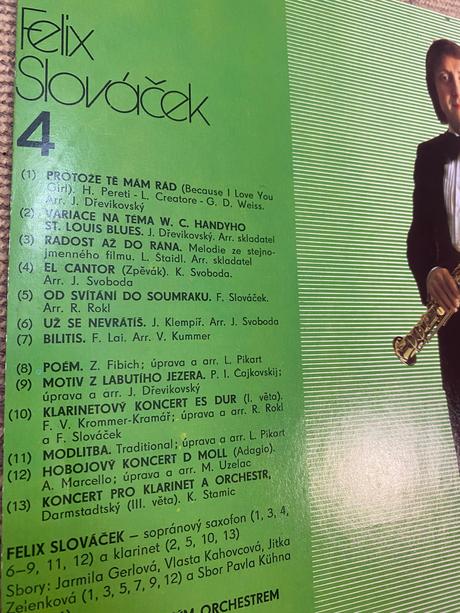 Felix
Slováček
4
(1) PROTOŽE TĚ MÁM RÁD (Because I Love You
Girl). H. Pereti - L. Creatore - G. D. Weiss.
Arr. J. Dřevikovský
(2) VARIACE NA TEMA W. C. HANDYHO
ST. LOUIS BLUES. J. Dřevikovský. Arr. skladatel
(3) RADOST AŽ DO RÁNA. Melodie ze stejno-
jmenného filmu. L. Štaidl. Arr. skladatel
(4) EL CANTOR (Zpěvák). K. Svoboda.
Arr. J. Svoboda
(5) OD SVÍTÁNÍ DO SOUMRAKU. F. Slováček.
Arr. R. Rokl
(6) UŽ SE NEVRÁTÍŠ. J. Klempíř. Arr. J. Svoboda
(7) BILITIS. F. Lai. Arr. V. Kummer
(8) POEM. Z. Fibich; úprava a arr. L. Pikart
(9) MOTIV Z LABUTÍHO JEZERA. P. I. Čajkovskij;
úprava a arr. J. Dřevikovský
(10) KLARINETOVÝ KONCERT ES DUR (I. věta).
F. V. Krommer-Kramář; úprava a arr. R. Rokl
a F. Slováček
(11) MODLITBA. Traditional; úprava a arr. L. Pikart
(12) HOBOJOVÝ KONCERT D MOLL (Adagio).
A. Marcello; úprava a arr. M. Uzelac
(13) KONCERT PRO KLARINET A ORCHESTR,
Darmstadtský (III. věta). K. Stamic
FELIX SLOVÁČEK – sopránový saxofon (1, 3, 4,
6–9, 11, 12) a klarinet (2, 5, 10, 13)
Sbory: Jarmila Gerlová, Vlasta Kahovcová, Jitka
Zelenková (1, 3, 5, 7, 9, 12) a Sbor Pavla Kühna
ORCHESTREM